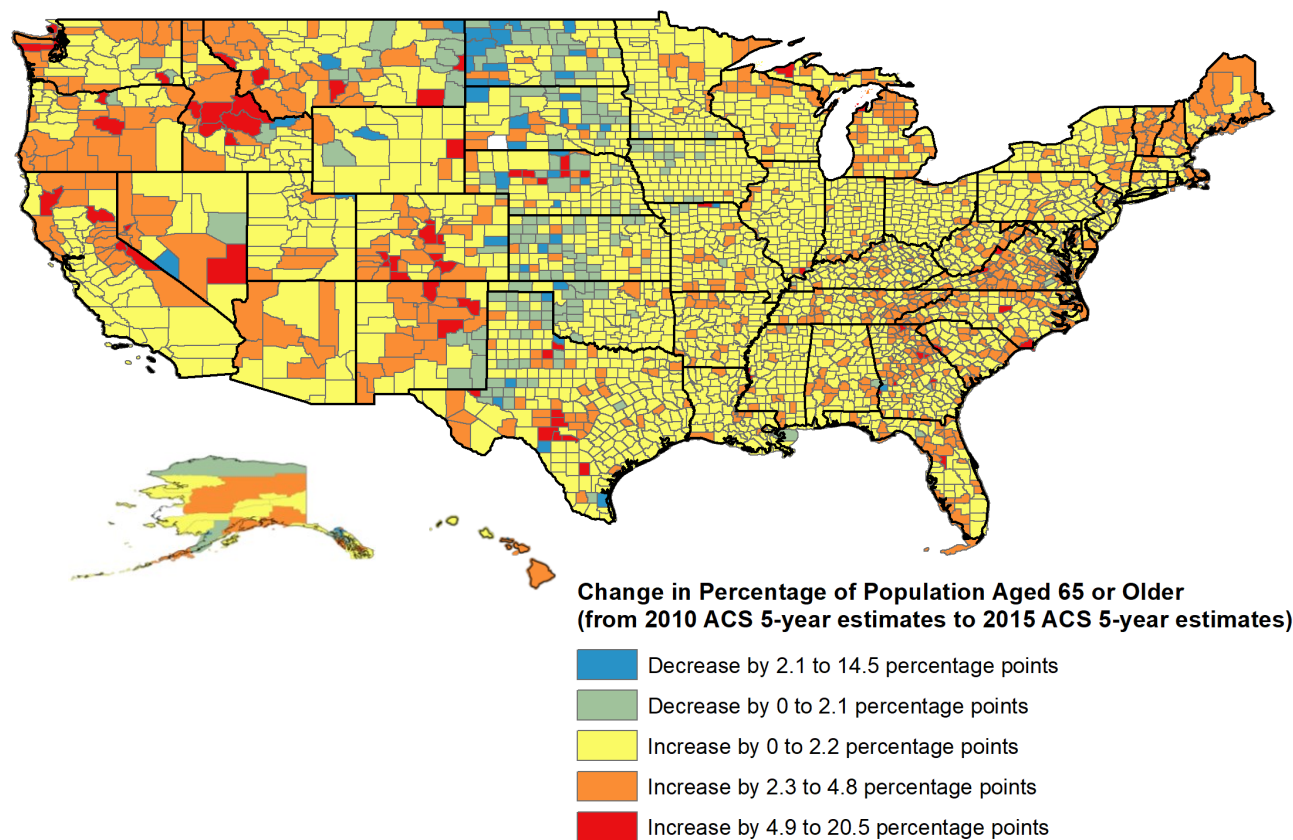 Change in Percentage of Population Aged 65 or Older
(from 2010 ACS 5-year estimates to 2015 ACS 5-year estimates)
Decrease by 2.1 to 14.5 percentage points
Decrease by 0 to 2.1 percentage points
Increase by 0 to 2.2 percentage points
Increase by 2.3 to 4.8 percentage points
Increase by 4.9 to 20.5 percentage points